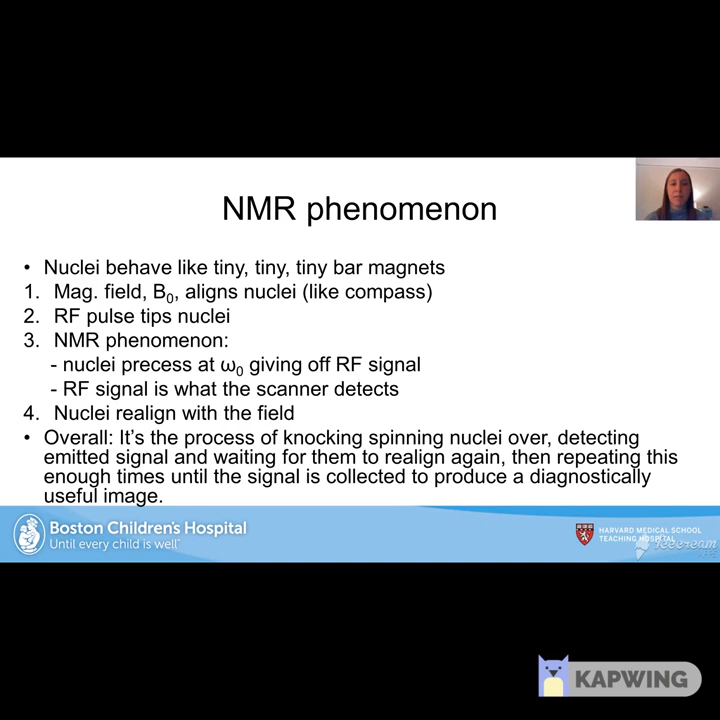 NMR phenomenon
• Nuclei behave like tiny, tiny, tiny bar magnets
1. Mag. field, B₀, aligns nuclei (like compass)
2. RF pulse tips nuclei
3. NMR phenomenon:
- nuclei precess at ω₀ giving off RF signal
- RF signal is what the scanner detects
4. Nuclei realign with the field
• Overall: It's the process of knocking spinning nuclei over, detecting
emitted signal and waiting for them to realign again, then repeating this
enough times until the signal is collected to produce a diagnostically
useful image.
Boston Children's Hospital
Until every child is well™
HARVARD MEDICAL SCHOOL
TEACHING HOSPITAL
KAPWING